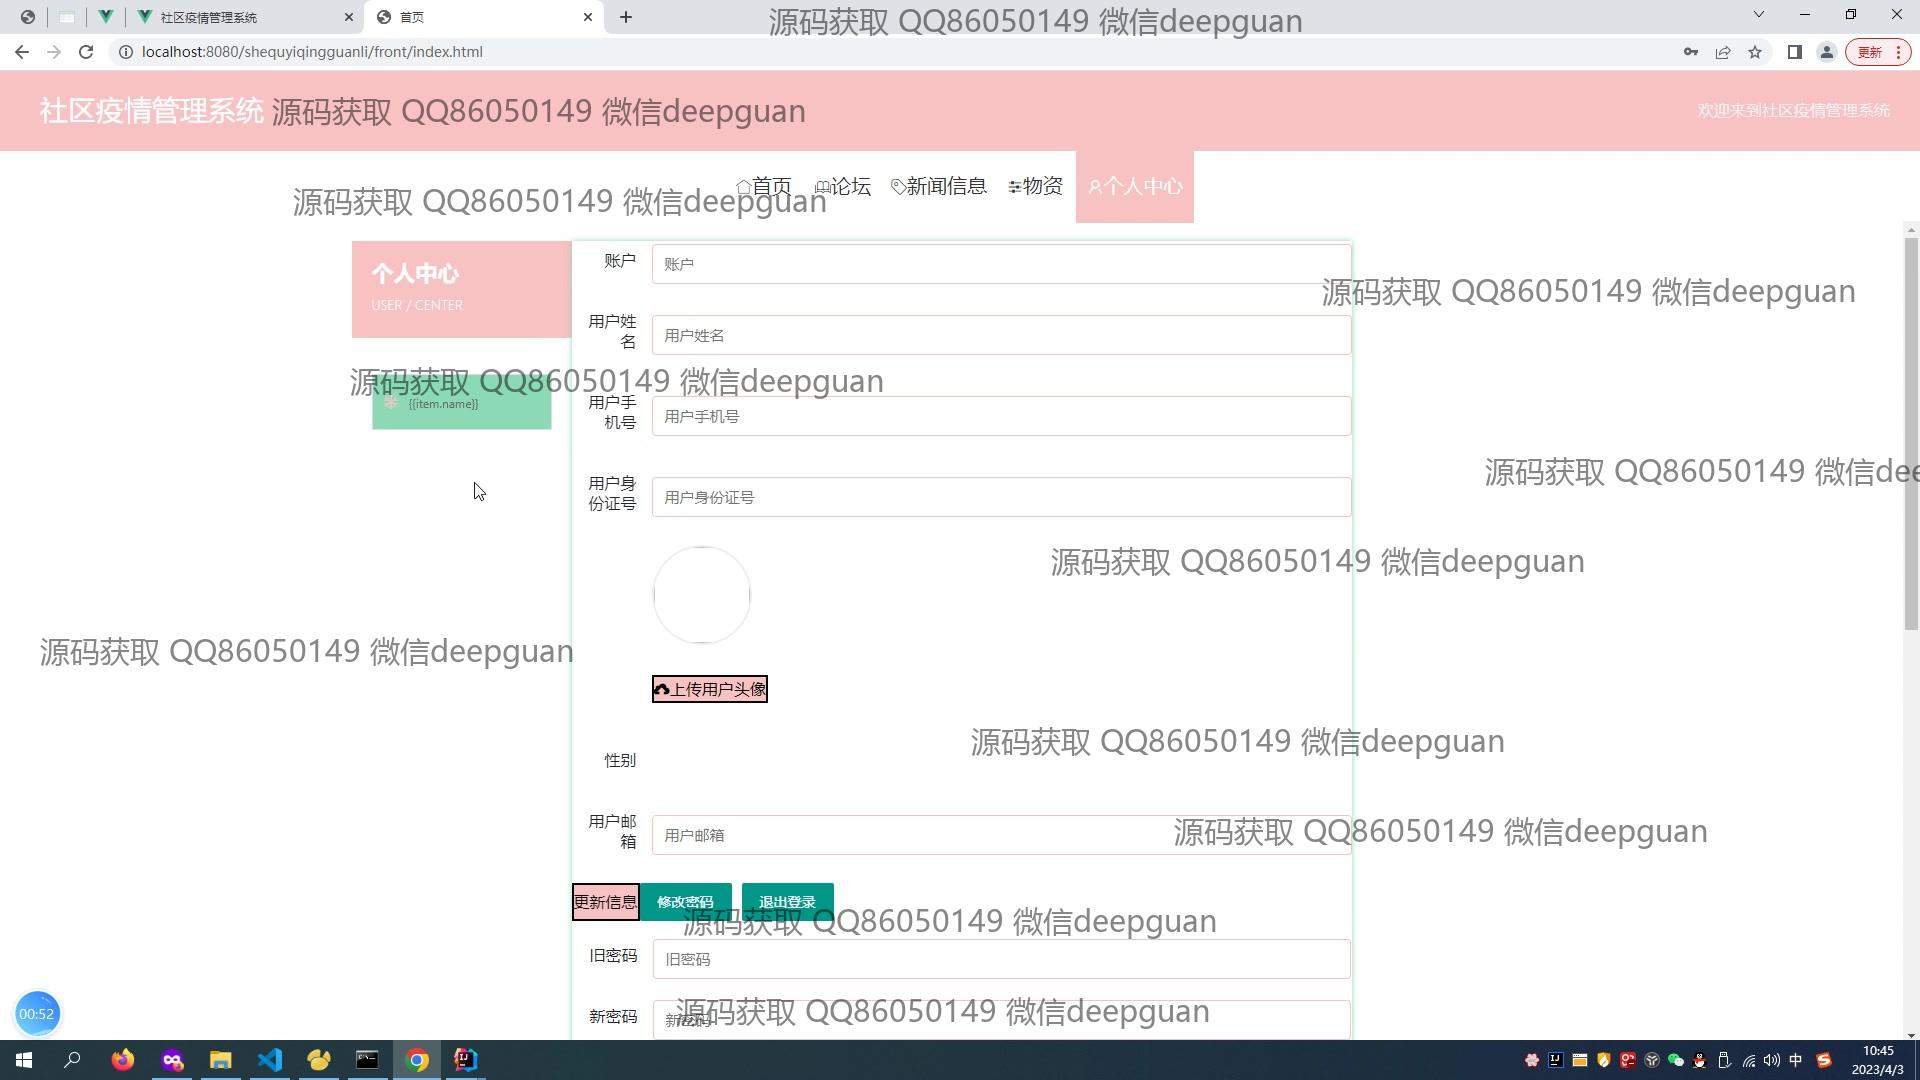 社区疫情管理系统
首页
源码获取 QQ86050149 微信deepguan
localhost:8080/shequyiqingguanli/front/index.html
更新
社区疫情管理系统
源码获取 QQ86050149 微信deepguan
欢迎来到社区疫情管理系统
首页
论坛
新闻信息
物资
个人中心
源码获取 QQ86050149 微信deepguan
个人中心
USER / CENTER
账户
账户
源码获取 QQ86050149 微信deepguan
用户姓名
用户姓名
源码获取 QQ86050149 微信deepguan
{{item.name}}
用户手机号
用户手机号
源码获取 QQ86050149 微信dee
用户身份证号
用户身份证号
源码获取 QQ86050149 微信deepguan
源码获取 QQ86050149 微信deepguan
上传用户头像
源码获取 QQ86050149 微信deepguan
性别
用户邮箱
用户邮箱
源码获取 QQ86050149 微信deepguan
更新信息
修改密码
退出登录
源码获取 QQ86050149 微信deepguan
旧密码
旧密码
新密码
新密码
源码获取 QQ86050149 微信deepguan
00:52
中
10:45
2023/4/3